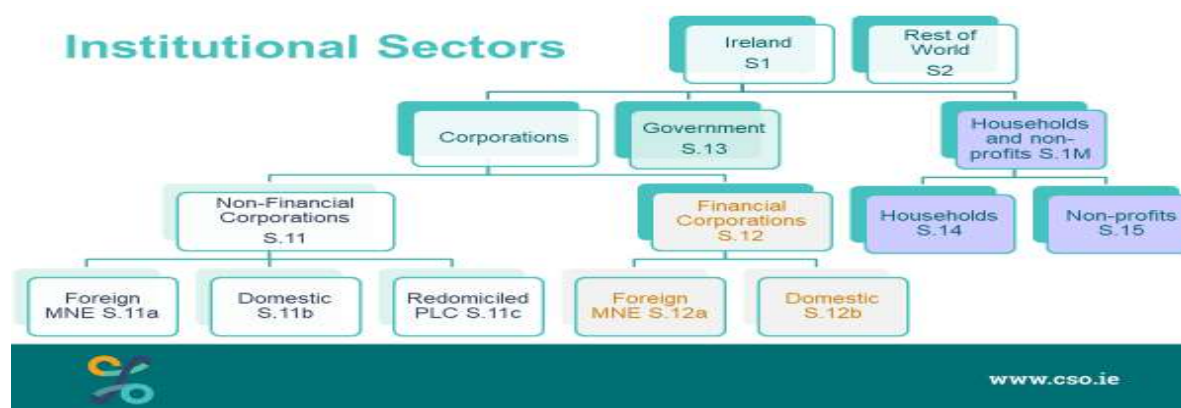 Institutional Sectors
Ireland
S1
Rest of
World
S2
Corporations
Government
S.13
Households
and non-
profits S.1M
Non-Financial
Corporations
S.11
Financial
Corporations
S.12
Households
S.14
Non-profits
S.15
Foreign
MNE S.11a
Domestic
S.11b
Redomiciled
PLC S.11c
Foreign
MNE S.12a
Domestic
S.12b
www.cso.ie